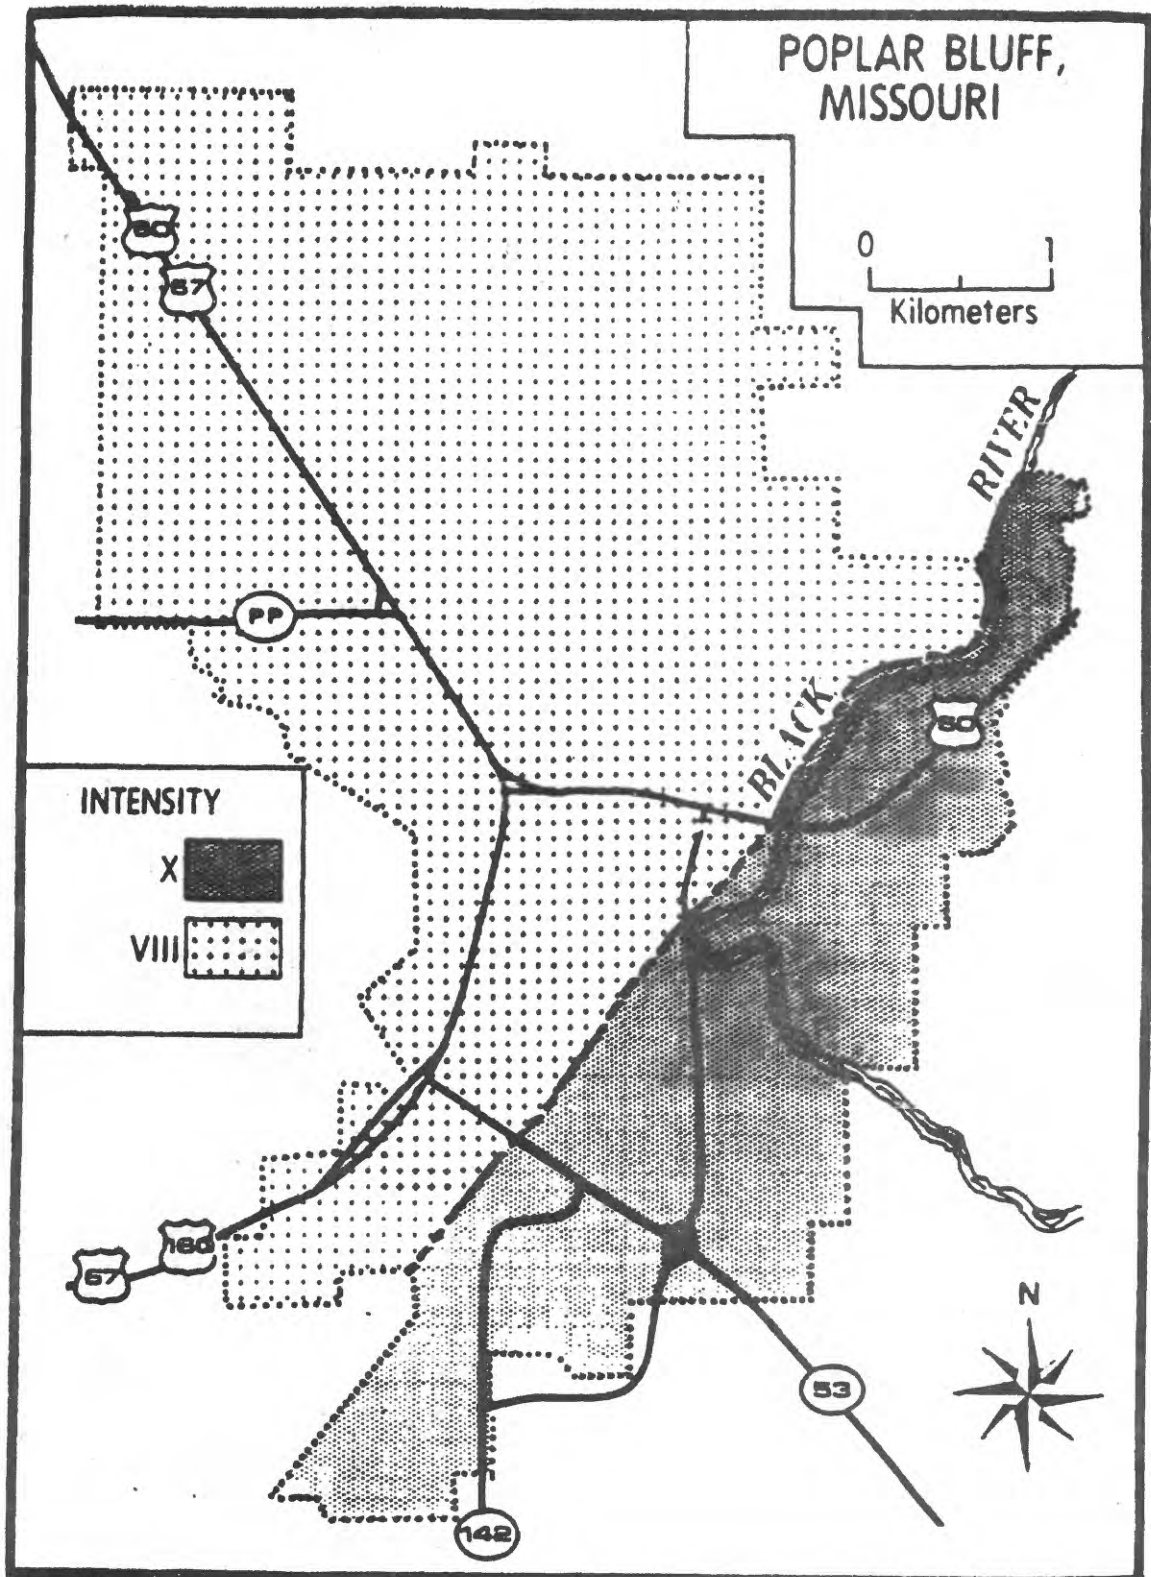 POPLAR BLUFF,
MISSOURI
0 1
Kilometers
60
67
RIVER
PP
BLACK
60
INTENSITY
X
VIII
160
67
N
53
142